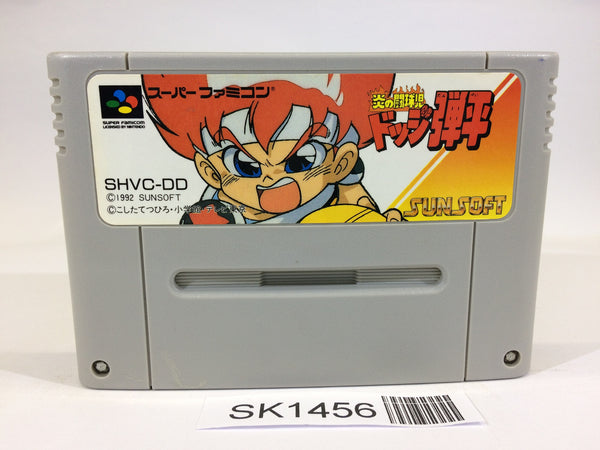 スーパーファミコン®
SUPER FAMICOM
LICENSED BY NINTENDO
炎の闘球児
ドッジ弾平
SHVC-DD
©1992 SUNSOFT
©こしたてつひろ・小学館・テレビ東京
SUNSOFT
SK1456